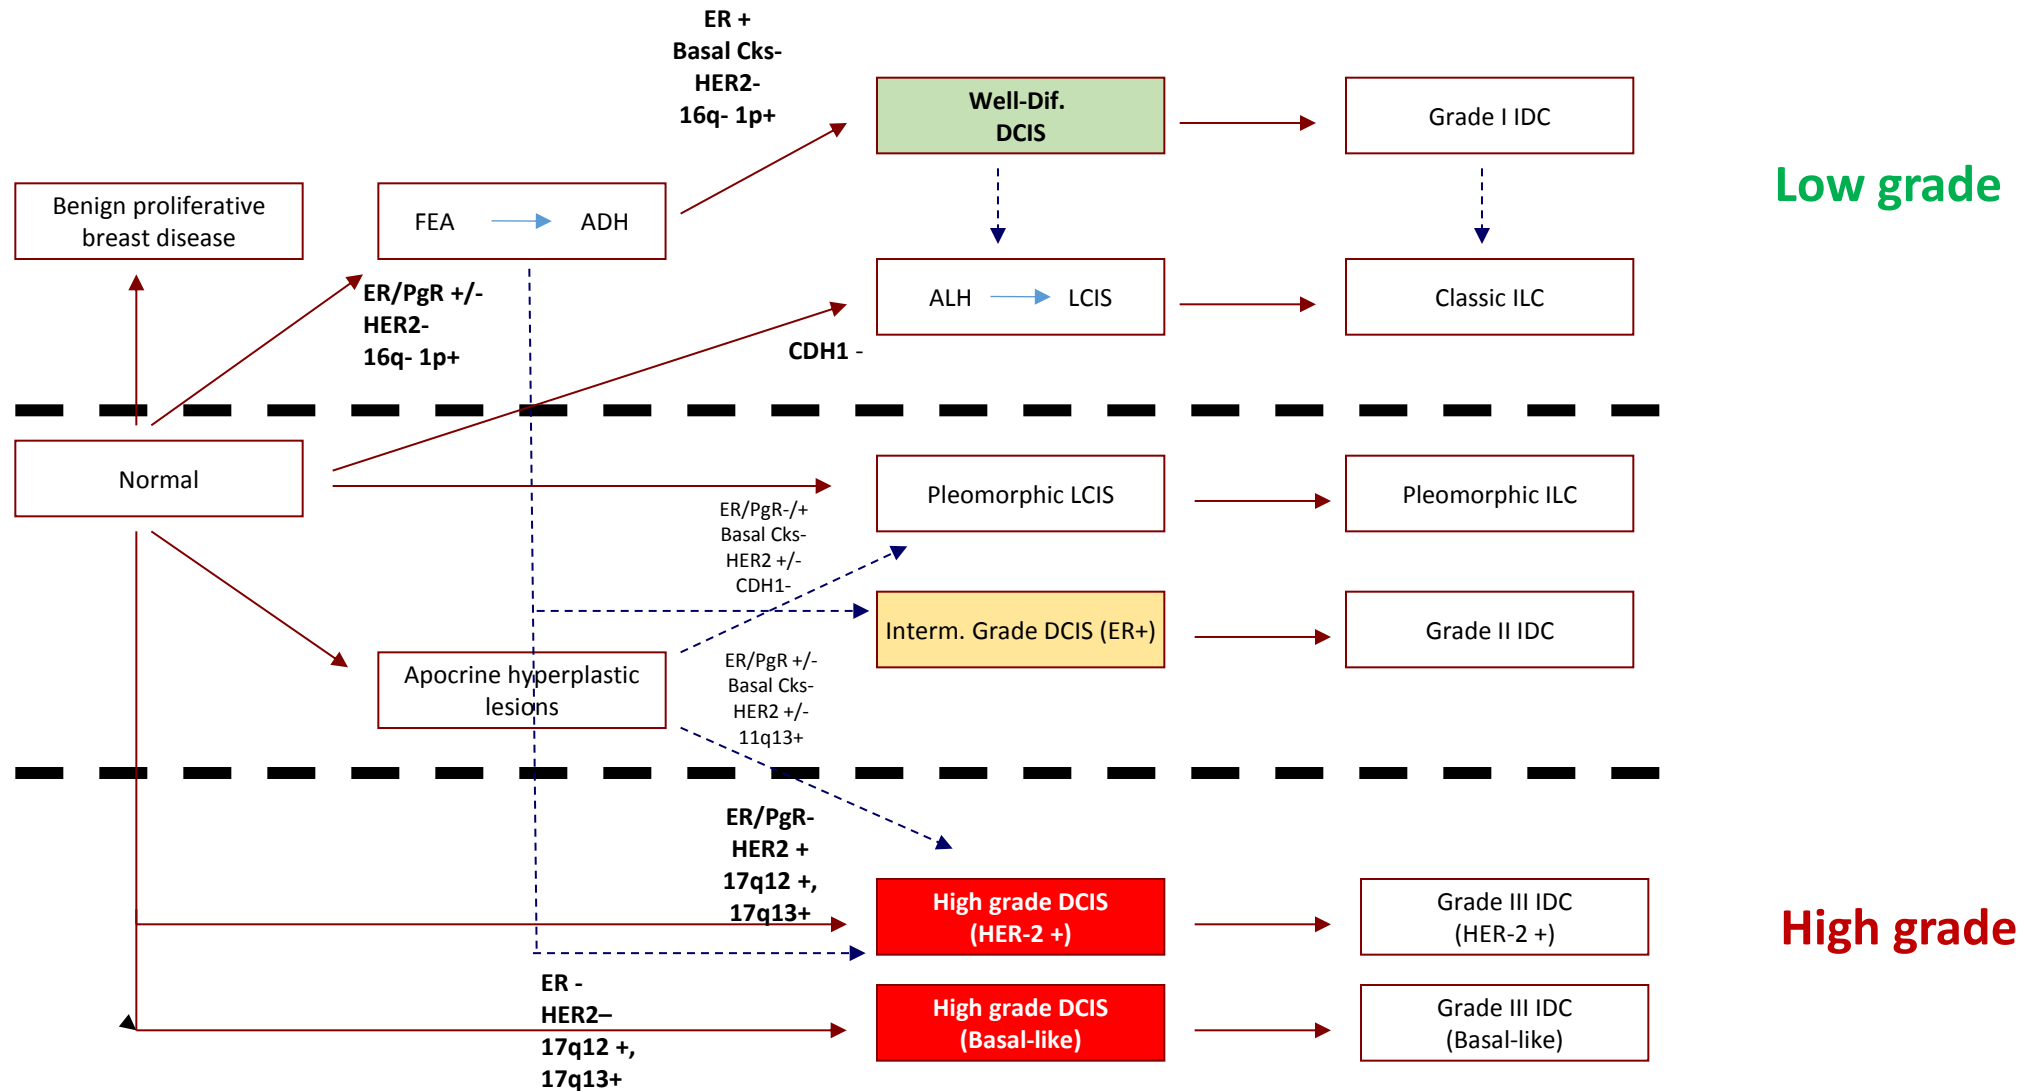 ER +
Basal Cks-
HER2-
16q- 1p+
Well-Dif.
DCIS
Grade I IDC
Low grade
Benign proliferative
breast disease
FEA
ADH
ER/PgR +/-
HER2-
16q- 1p+
ALH
LCIS
Classic ILC
CDH1 -
Normal
Pleomorphic LCIS
Pleomorphic ILC
ER/PgR-/+
Basal Cks-
HER2 +/-
CDH1-
Interm. Grade DCIS (ER+)
Grade II IDC
Apocrine hyperplastic
lesions
ER/PgR +/-
Basal Cks-
HER2 +/-
11q13+
ER/PgR-
HER2 +
17q12 +,
17q13+
High grade DCIS
(HER-2 +)
Grade III IDC
(HER-2 +)
High grade
ER -
HER2–
17q12 +,
17q13+
High grade DCIS
(Basal-like)
Grade III IDC
(Basal-like)